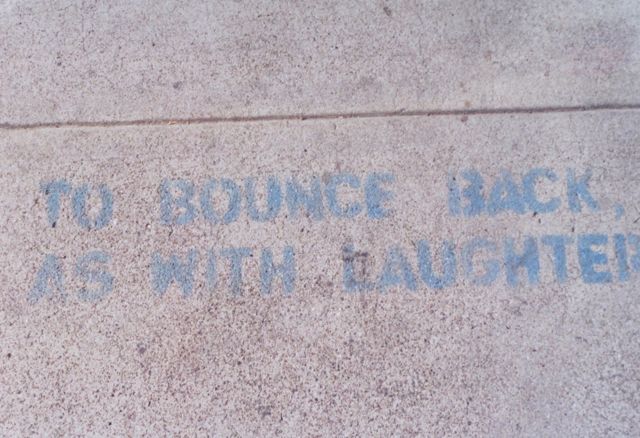 TO BOUNCE BACK,
AS WITH LAUGHTER